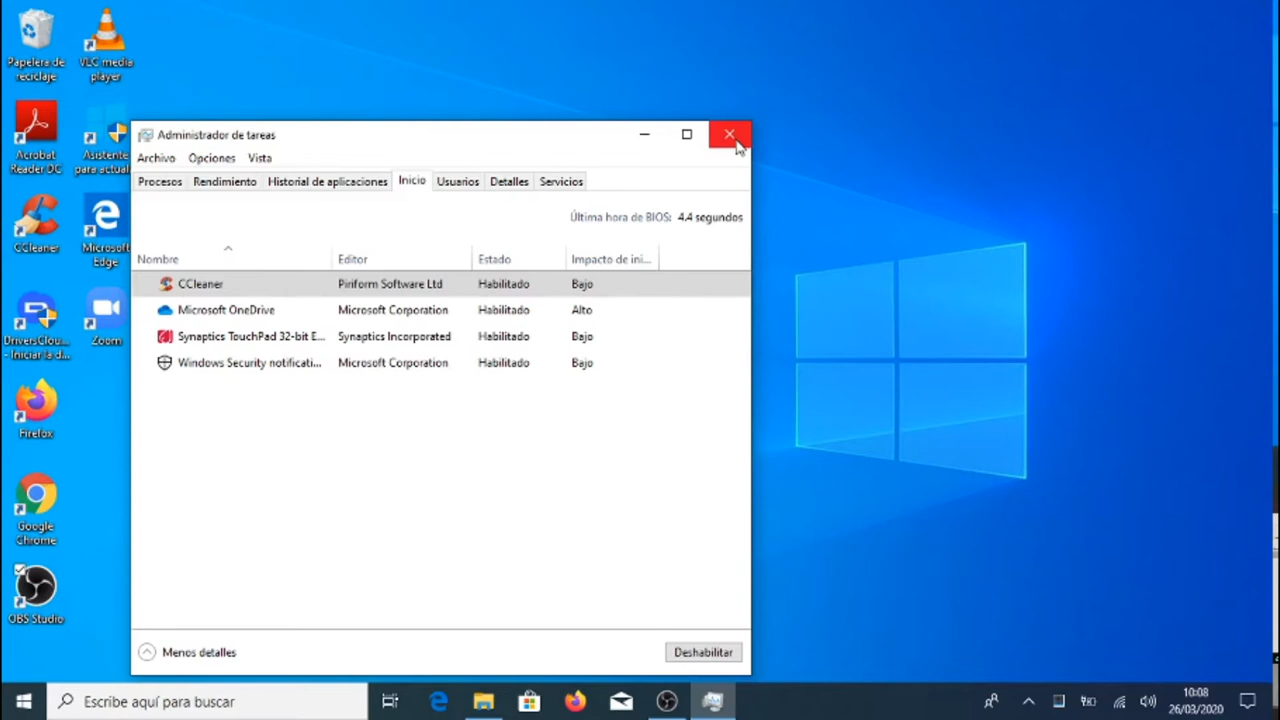 Papelera de
reciclaje
VLC media
player
Acrobat
Reader DC
Asistente
para actual
CCleaner
Microsoft
Edge
DriversClou...
- Iniciar la d...
Zoom
Firefox
Google
Chrome
OBS Studio
Administrador de tareas
Archivo Opciones Vista
Procesos Rendimiento Historial de aplicaciones Inicio Usuarios Detalles Servicios
Última hora de BIOS: 4.4 segundos
Nombre Editor Estado Impacto de ini...
CCleaner Piriform Software Ltd Habilitado Bajo
Microsoft OneDrive Microsoft Corporation Habilitado Alto
Synaptics TouchPad 32-bit E... Synaptics Incorporated Habilitado Bajo
Windows Security notificati... Microsoft Corporation Habilitado Bajo
Menos detalles Deshabilitar
Escribe aquí para buscar
10:08
26/03/2020